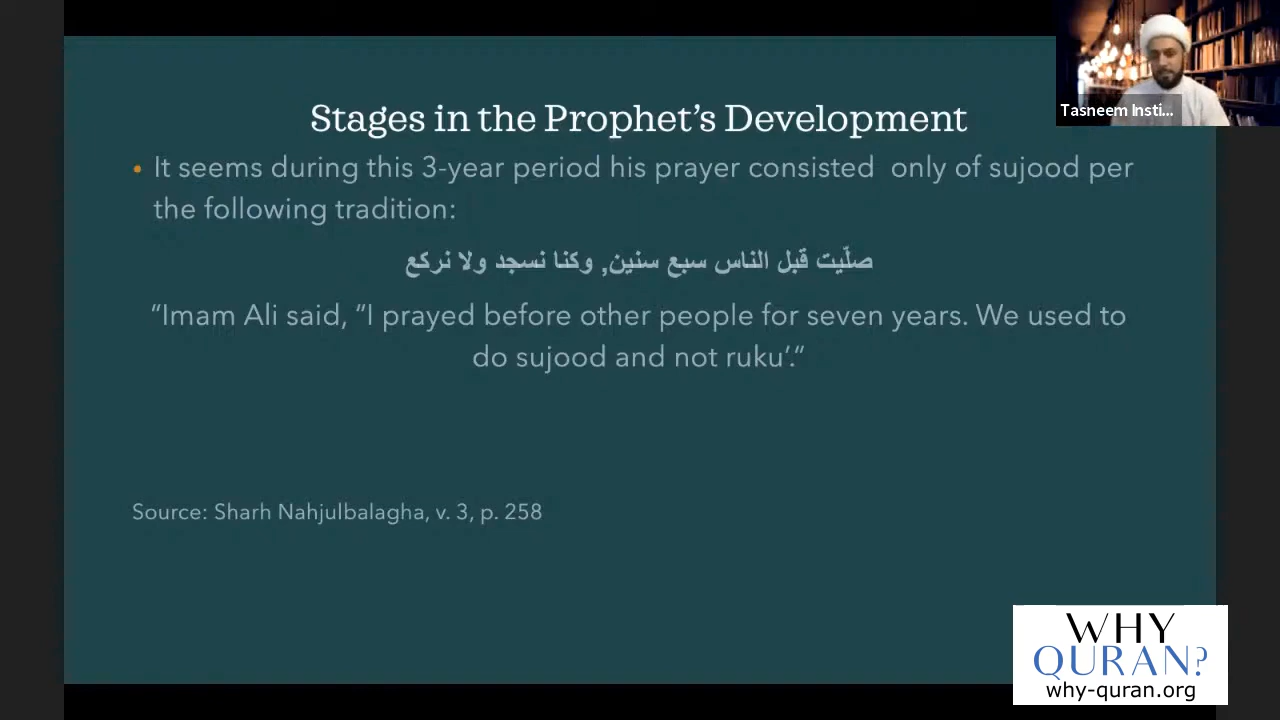 Tasneem Insti...
Stages in the Prophet's Development
• It seems during this 3-year period his prayer consisted only of sujood per
the following tradition:
صلّيت قبل الناس سبع سنين, وكنا نسجد ولا نركع
“Imam Ali said, “I prayed before other people for seven years. We used to
do sujood and not ruku’.”
Source: Sharh Nahjulbalagha, v. 3, p. 258
WHY
QURAN?
why-quran.org